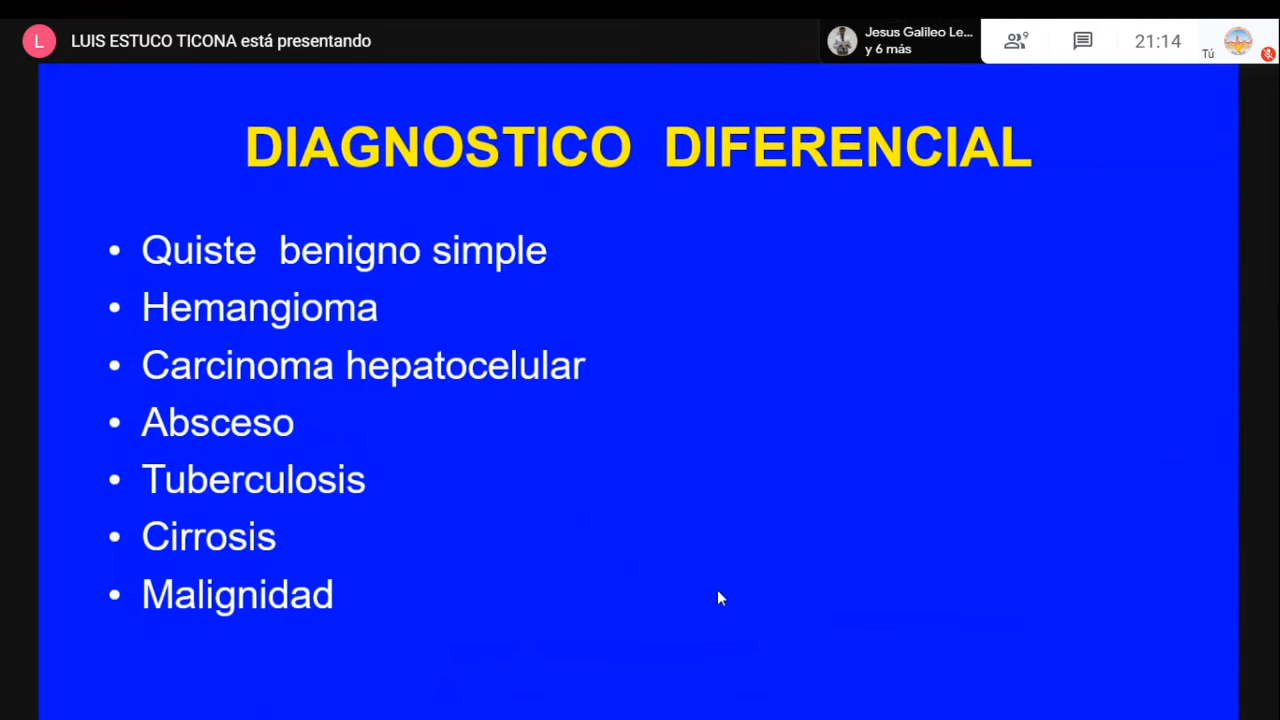 L LUIS ESTUCO TICONA está presentando
Jesus Galileo Le...
y 6 más
9
21:14
Tú
DIAGNOSTICO DIFERENCIAL
• Quiste benigno simple
• Hemangioma
• Carcinoma hepatocelular
• Absceso
• Tuberculosis
• Cirrosis
• Malignidad